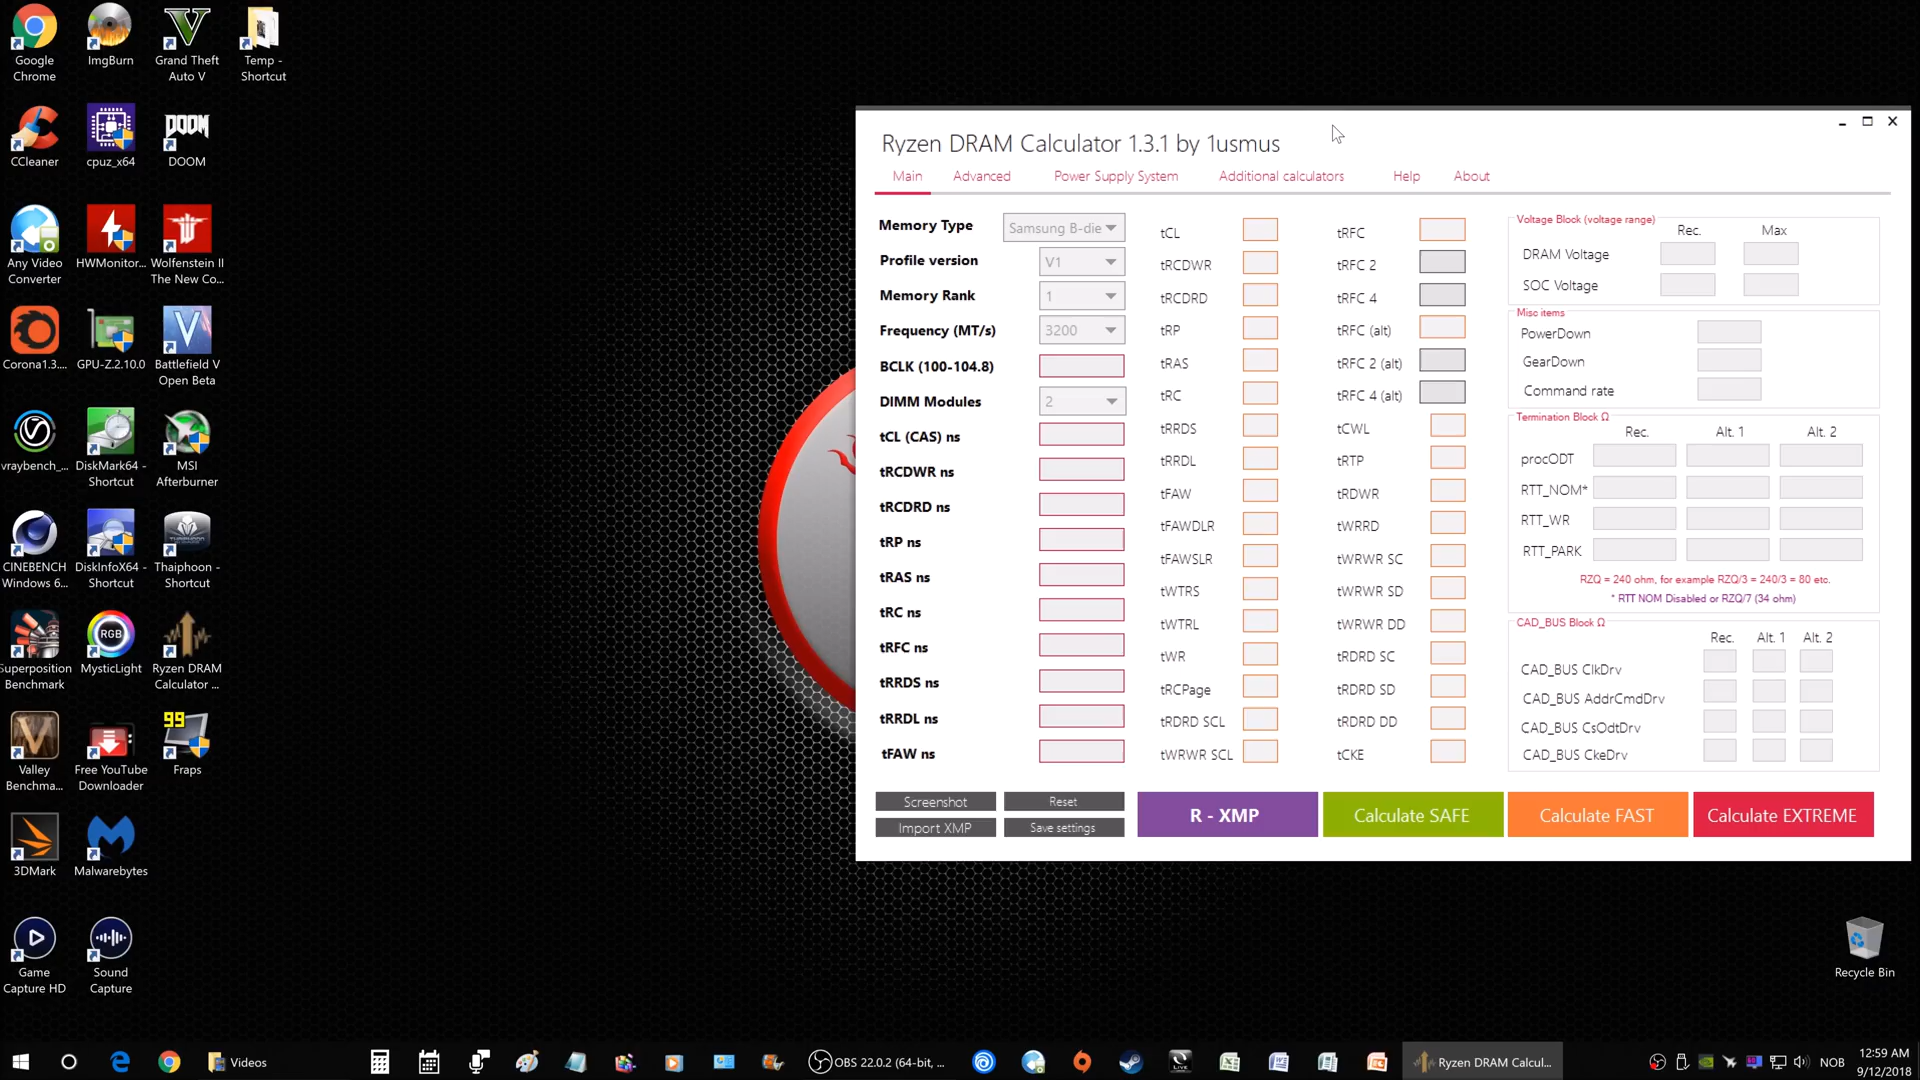 Google
Chrome
ImgBurn
Grand Theft
Auto V
Temp -
Shortcut
CCleaner
cpuz_x64
DOOM
DOOM
Any Video
Converter
HWMonitor...
Wolfenstein II
The New Co...
Corona1.3....
GPU-Z.2.10.0
Battlefield V
Open Beta
vraybench_...
DiskMark64 -
Shortcut
MSI
Afterburner
CINEBENCH
Windows 6...
DiskInfoX64 -
Shortcut
Thaiphoon -
Shortcut
Superposition
Benchmark
RGB
MysticLight
Ryzen DRAM
Calculator ...
Valley
Benchma...
Free YouTube
Downloader
99
Fraps
3DMark
Malwarebytes
Game
Capture HD
Sound
Capture
Recycle Bin
Ryzen DRAM Calculator 1.3.1 by 1usmus
Main Advanced Power Supply System Additional calculators Help About
Memory Type Samsung B-die
Profile version V1
Memory Rank 1
Frequency (MT/s) 3200
BCLK (100-104.8)
DIMM Modules 2
tCL (CAS) ns
tRCDWR ns
tRCDRD ns
tRP ns
tRAS ns
tRC ns
tRFC ns
tRRDS ns
tRRDL ns
tFAW ns
tCL
tRCDWR
tRCDRD
tRP
tRAS
tRC
tRRDS
tRRDL
tFAW
tFAWDLR
tFAWSLR
tWTRS
tWTRL
tWR
tRCPage
tRDRD SCL
tWRWR SCL
tRFC
tRFC 2
tRFC 4
tRFC (alt)
tRFC 2 (alt)
tRFC 4 (alt)
tCWL
tRTP
tRDWR
tWRRD
tWRWR SC
tWRWR SD
tWRWR DD
tRDRD SC
tRDRD SD
tRDRD DD
tCKE
Voltage Block (voltage range)
Rec. Max
DRAM Voltage
SOC Voltage
Misc items
PowerDown
GearDown
Command rate
Termination Block Ω
Rec. Alt. 1 Alt. 2
procODT
RTT_NOM*
RTT_WR
RTT_PARK
RZQ = 240 ohm, for example RZQ/3 = 240/3 = 80 etc.
* RTT NOM Disabled or RZQ/7 (34 ohm)
CAD_BUS Block Ω
Rec. Alt. 1 Alt. 2
CAD_BUS ClkDrv
CAD_BUS AddrCmdDrv
CAD_BUS CsOdtDrv
CAD_BUS CkeDrv
Screenshot Reset
Import XMP Save settings
R - XMP Calculate SAFE Calculate FAST Calculate EXTREME
Videos
OBS 22.0.2 (64-bit, ...
LIVE
Ryzen DRAM Calcul...
NOB
12:59 AM
9/12/2018